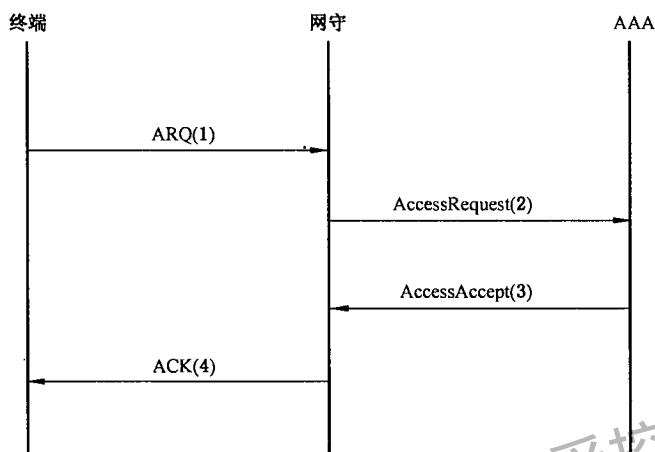 终端 网守 AAA
ARQ(1)
AccessRequest(2)
AccessAccept(3)
ACK(4)